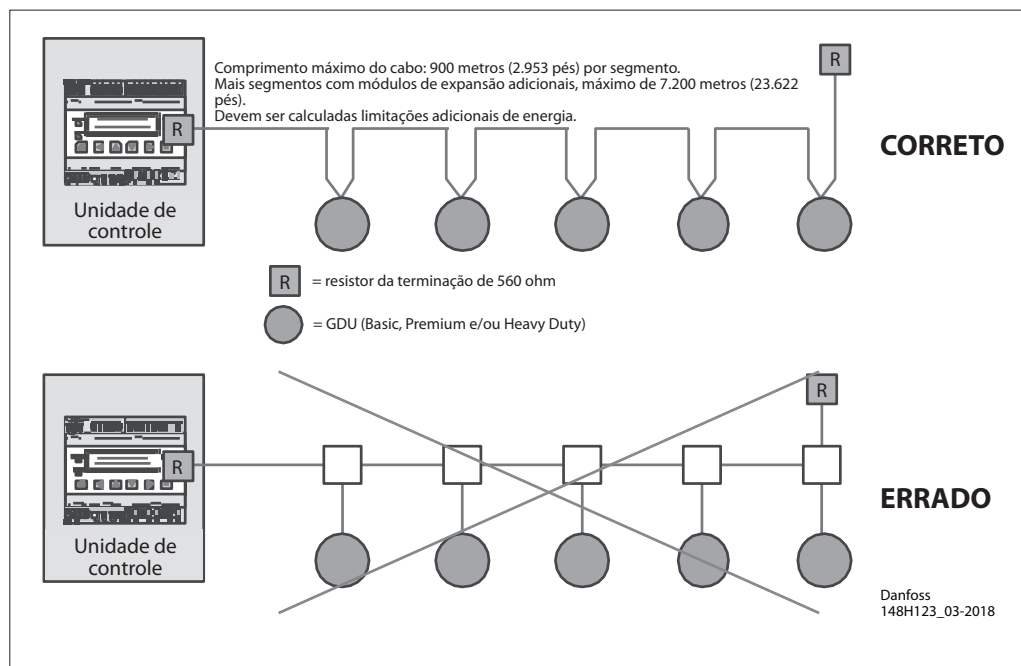 Comprimento máximo do cabo: 900 metros (2.953 pés) por segmento.
Mais segmentos com módulos de expansão adicionais, máximo de 7.200 metros (23.622
pés).
Devem ser calculadas limitações adicionais de energia.
R
R
CORRETO
Unidade de
controle
R = resistor da terminação de 560 ohm
= GDU (Basic, Premium e/ou Heavy Duty)
R
R
ERRADO
Unidade de
controle
Danfoss
148H123_03-2018